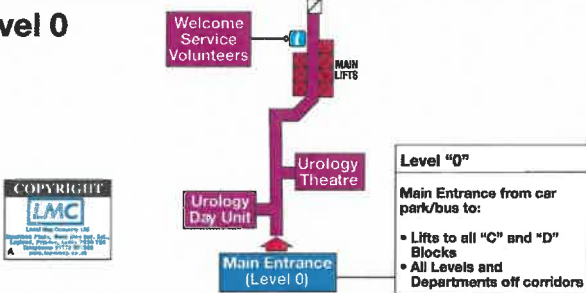 vel 0
Welcome
Service
Volunteers
MAIN
LIFTS
Urology
Theatre
Urology
Day Unit
Main Entrance
(Level 0)
COPYRIGHT
LMC
A
Level "0"
Main Entrance from car
park/bus to:
• Lifts to all "C" and "D"
Blocks
• All Levels and
Departments off corridors